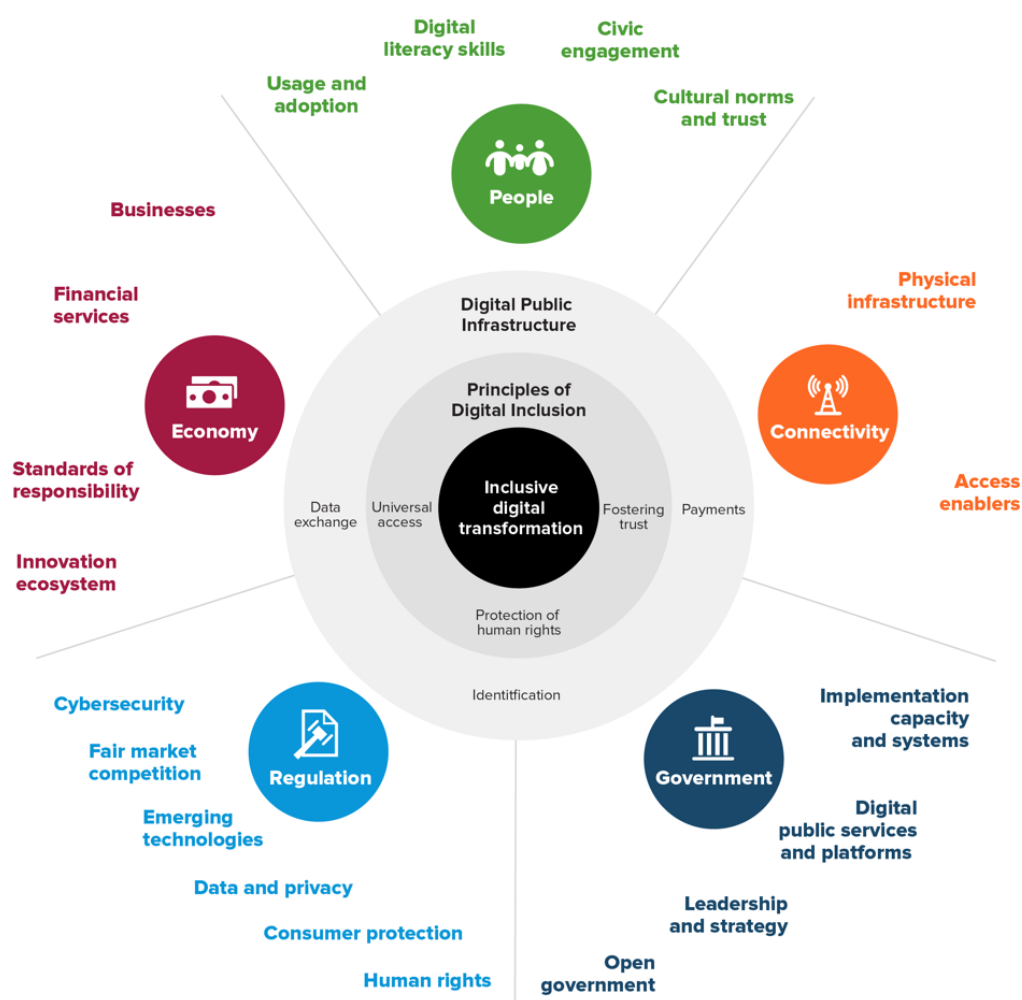 Digital
literacy skills
Civic
engagement
Usage and
adoption
Cultural norms
and trust
People
Businesses
Financial
services
Economy
Standards of
responsibility
Innovation
ecosystem
Physical
infrastructure
Connectivity
Access
enablers
Digital Public
Infrastructure
Principles of
Digital Inclusion
Inclusive
digital
transformation
Data
exchange
Universal
access
Fostering
trust
Payments
Protection of
human rights
Identitfication
Cybersecurity
Fair market
competition
Regulation
Emerging
technologies
Data and privacy
Consumer protection
Human rights
Government
Implementation
capacity
and systems
Digital
public services
and platforms
Leadership
and strategy
Open
government